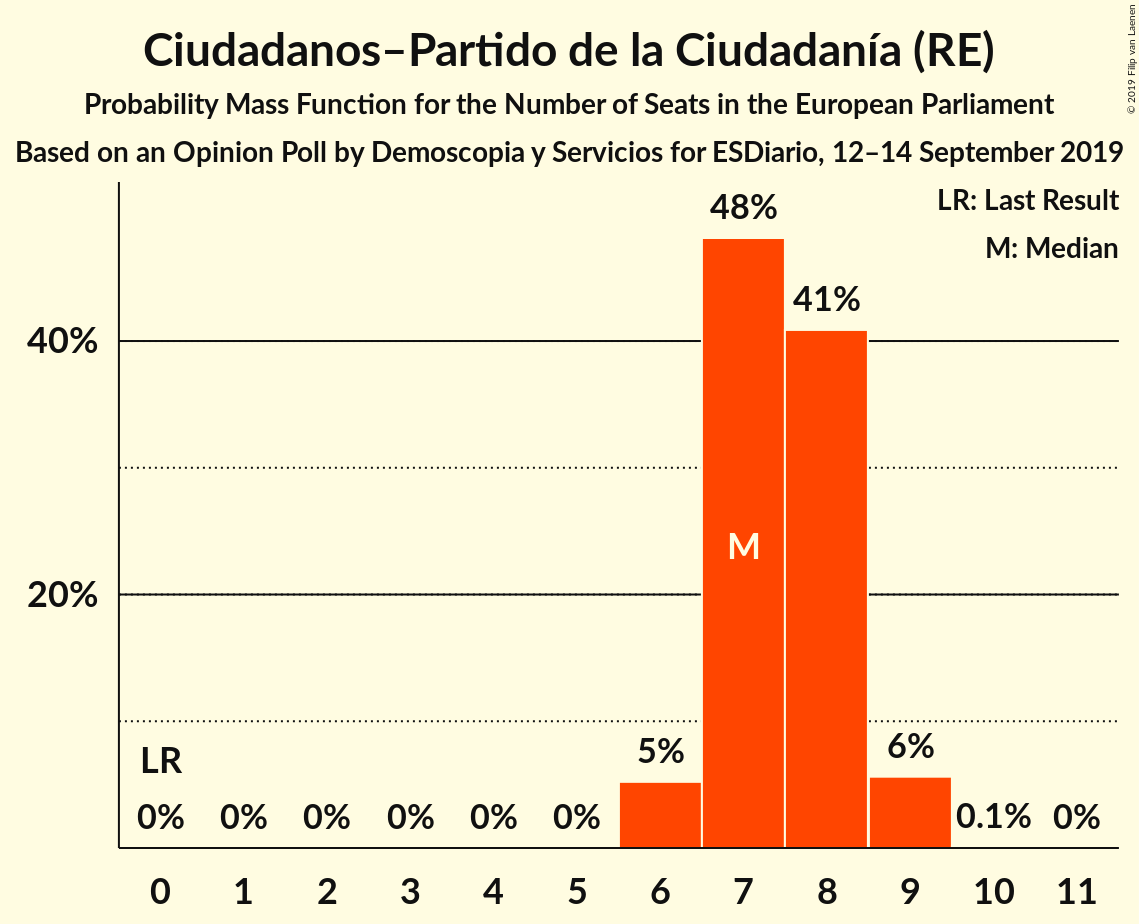 Ciudadanos–Partido de la Ciudadanía (RE)
Probability Mass Function for the Number of Seats in the European Parliament
Based on an Opinion Poll by Demoscopia y Servicios for ESDiario, 12–14 September 2019
© 2019 Filip van Laenen
LR: Last Result
M: Median
48%
41%
40%
M
20%
LR
5%
6%
0% 0% 0% 0% 0% 0% 0.1% 0%
0 1 2 3 4 5 6 7 8 9 10 11